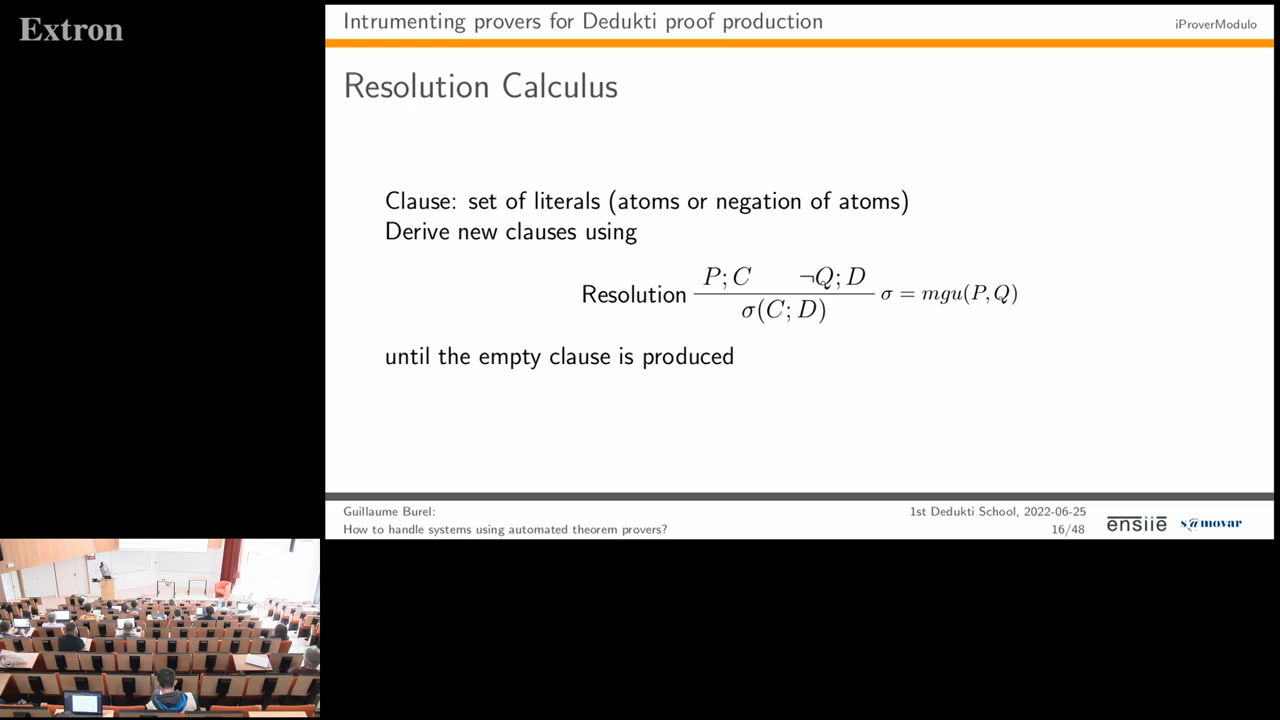 Extron
Intrumenting provers for Dedukti proof production
iProverModulo
Resolution Calculus
Clause: set of literals (atoms or negation of atoms)
Derive new clauses using
P; C ¬Q; D
Resolution σ = mgu(P, Q)
σ(C; D)
until the empty clause is produced
Guillaume Burel:
1st Dedukti School, 2022-06-25
How to handle systems using automated theorem provers?
16/48
ensiie
s@movar